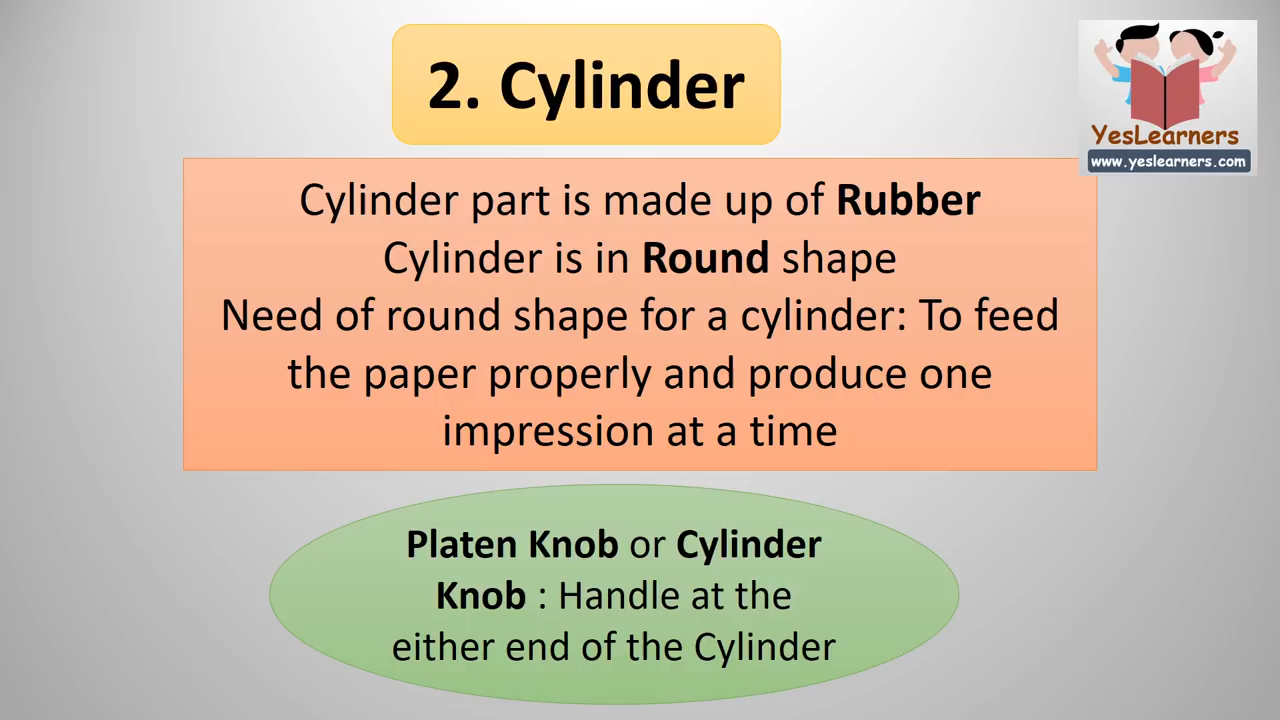 2. Cylinder
YesLearners
www.yeslearners.com
Cylinder part is made up of Rubber
Cylinder is in Round shape
Need of round shape for a cylinder: To feed
the paper properly and produce one
impression at a time
Platen Knob or Cylinder
Knob : Handle at the
either end of the Cylinder